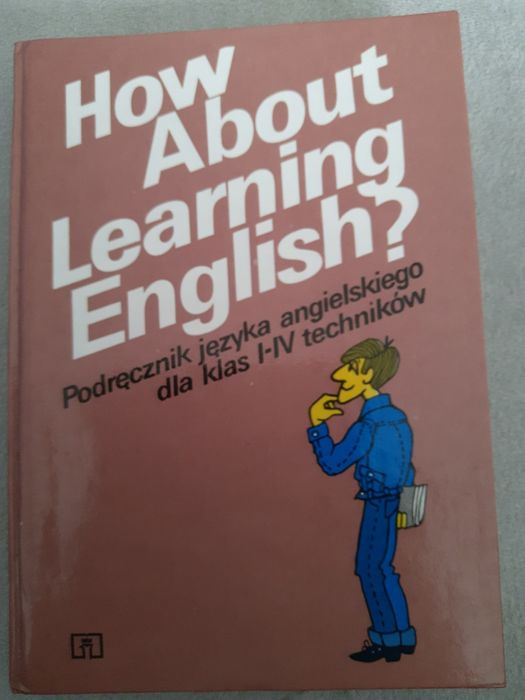 How
About
Learning
English?
Podręcznik języka angielskiego
dla klas I-IV techników